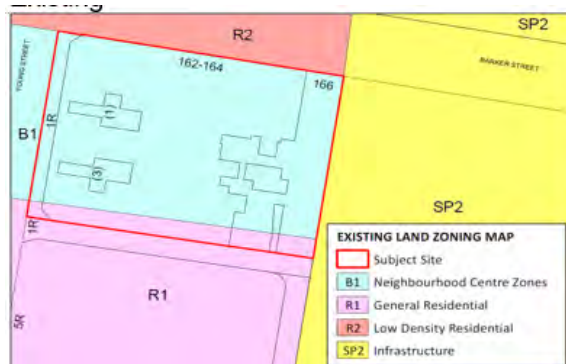 Existing
SP2
R2
162-164
BARKER STREET
166
YOUNG STREET
1R
(1)
B1
(3)
SP2
1R
R1
5R
EXISTING LAND ZONING MAP
Subject Site
B1 Neighbourhood Centre Zones
R1 General Residential
R2 Low Density Residential
SP2 Infrastructure